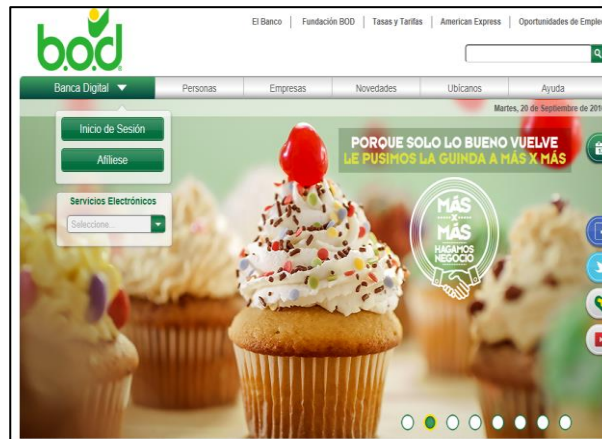 El Banco | Fundación BOD | Tasas y Tarifas | American Express | Oportunidades de Emple
b.o.d.
Banca Digital Personas Empresas Novedades Ubícanos Ayuda
Martes, 20 de Septiembre de 201
Inicio de Sesión
Afíliese
Servicios Electrónicos
Seleccione...
PORQUE SOLO LO BUENO VUELVE
LE PUSIMOS LA GUINDA A MÁS X MÁS
MÁS
X
MÁS
HAGAMOS
NEGOCIO